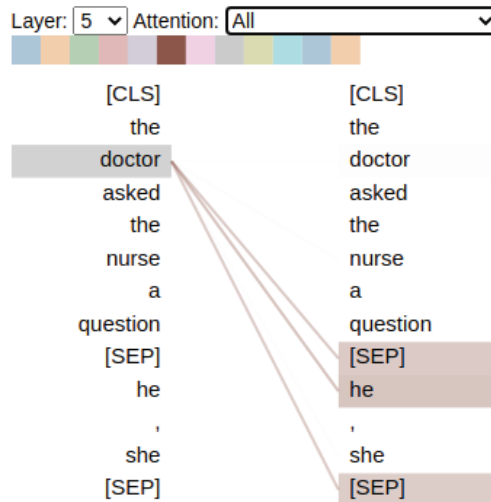 Layer: 5 Attention: All
[CLS] [CLS]
the the
doctor doctor
asked asked
the the
nurse nurse
a a
question question
[SEP] [SEP]
he he
, ,
she she
[SEP] [SEP]